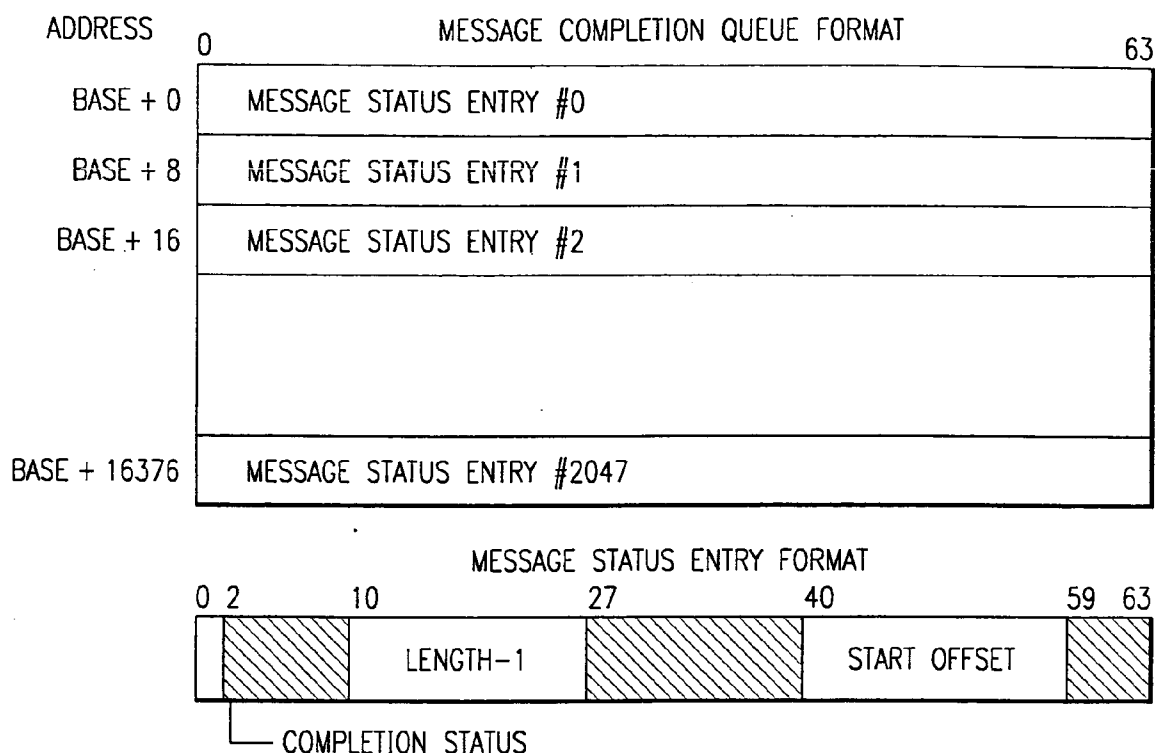 ADDRESS
MESSAGE COMPLETION QUEUE FORMAT
0 63
BASE + 0 MESSAGE STATUS ENTRY #0
BASE + 8 MESSAGE STATUS ENTRY #1
BASE + 16 MESSAGE STATUS ENTRY #2
BASE + 16376 MESSAGE STATUS ENTRY #2047
MESSAGE STATUS ENTRY FORMAT
0 2 10 27 40 59 63
LENGTH-1 START OFFSET
COMPLETION STATUS